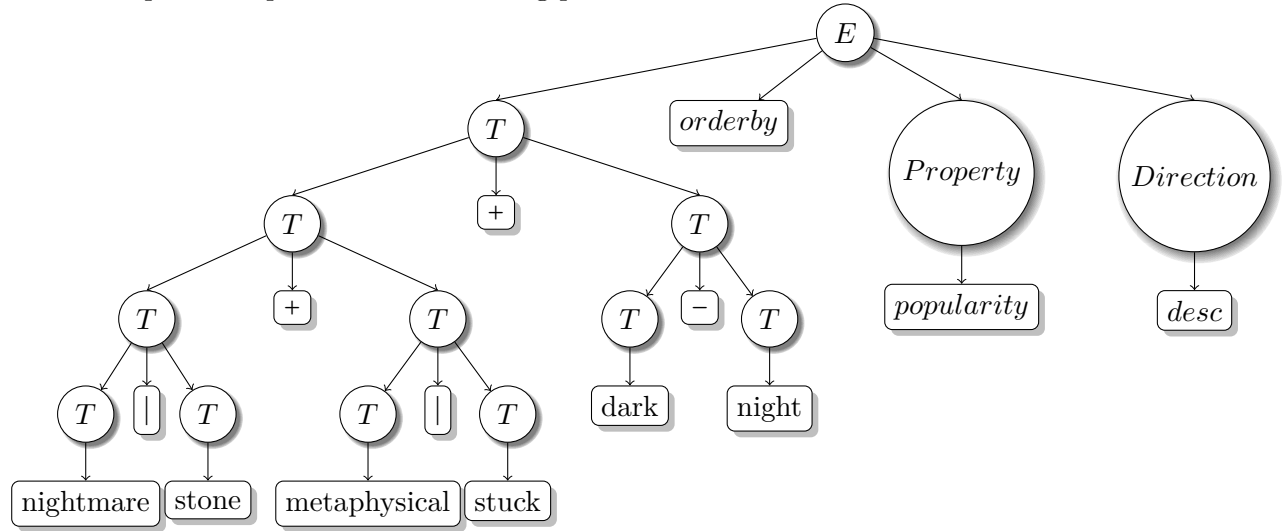 E
T
orderby
Property
Direction
T
+
T
popularity
desc
T
+
T
T
−
T
T
|
T
T
|
T
dark
night
nightmare
stone
metaphysical
stuck